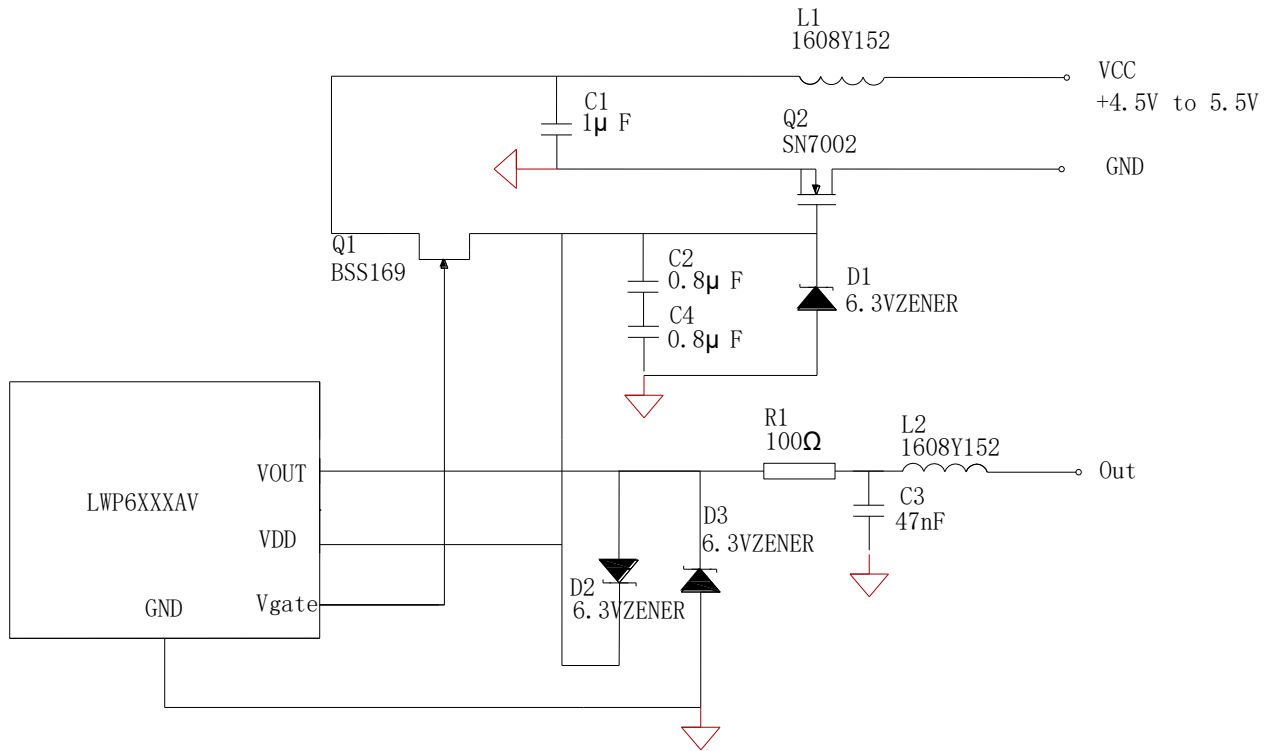 L1
1608Y152
VCC
+4.5V to 5.5V
C1
1μ F
Q2
SN7002
GND
Q1
BSS169
C2
0.8μ F
C4
0.8μ F
D1
6.3VZENER
R1
100Ω
L2
1608Y152
VOUT
Out
LWP6XXXAV
C3
47nF
D3
6.3VZENER
VDD
D2
6.3VZENER
GND
Vgate